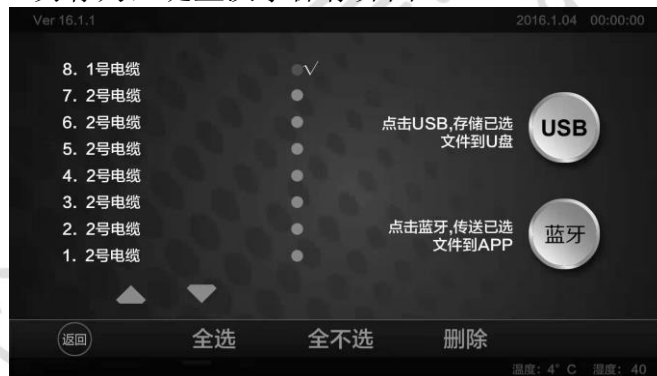 Ver 16.1.1
2016.1.04 00:00:00
8. 1号电缆 √
7. 2号电缆
6. 2号电缆
5. 2号电缆
4. 2号电缆
3. 2号电缆
2. 2号电缆
1. 2号电缆
点击USB,存储已选
文件到U盘
USB
点击蓝牙,传送已选
文件到APP
蓝牙
返回
全选
全不选
删除
温度: 4° C 湿度: 40